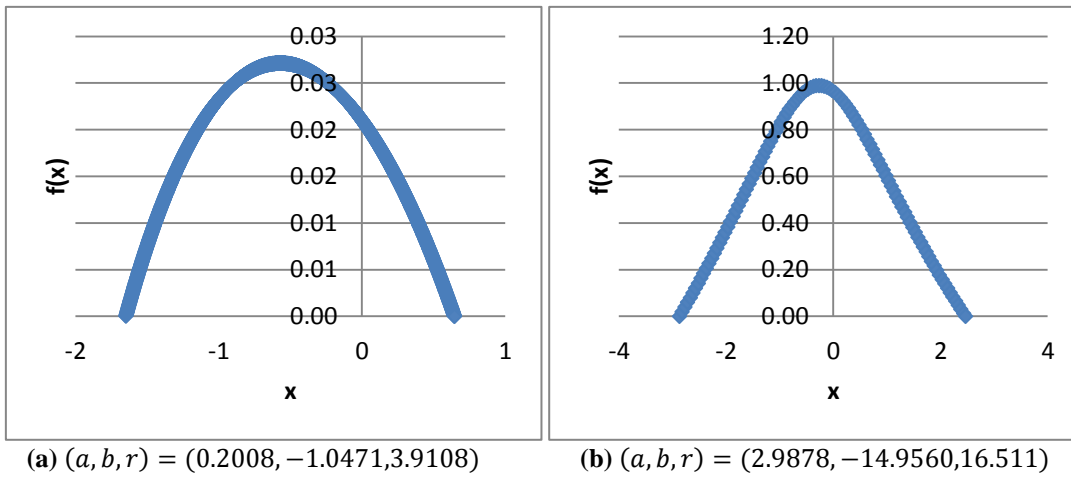 0.03
0.03
0.02
0.02
0.01
0.01
0.00
-2 -1 0 1
f(x)
x
1.20
1.00
0.80
0.60
0.40
0.20
0.00
-4 -2 0 2 4
f(x)
x
(a) (a, b, r) = (0.2008, −1.0471,3.9108)
(b) (a, b, r) = (2.9878, −14.9560,16.511)